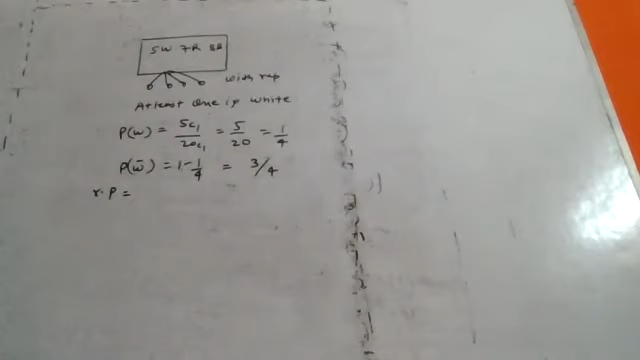 5W 7R 8B
with rep
Atleast one is white
P(W) = 5C₁/20C₁ = 5/20 = 1/4
P(W̄) = 1 - 1/4 = 3/4
r.P =